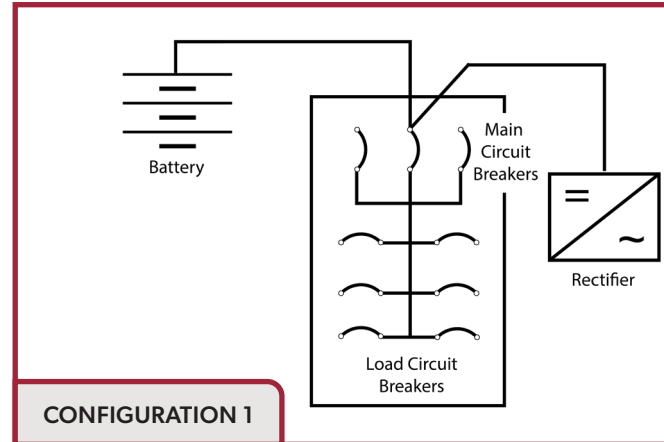 Battery
Main
Circuit
Breakers
=
~
Rectifier
Load Circuit
Breakers
CONFIGURATION 1